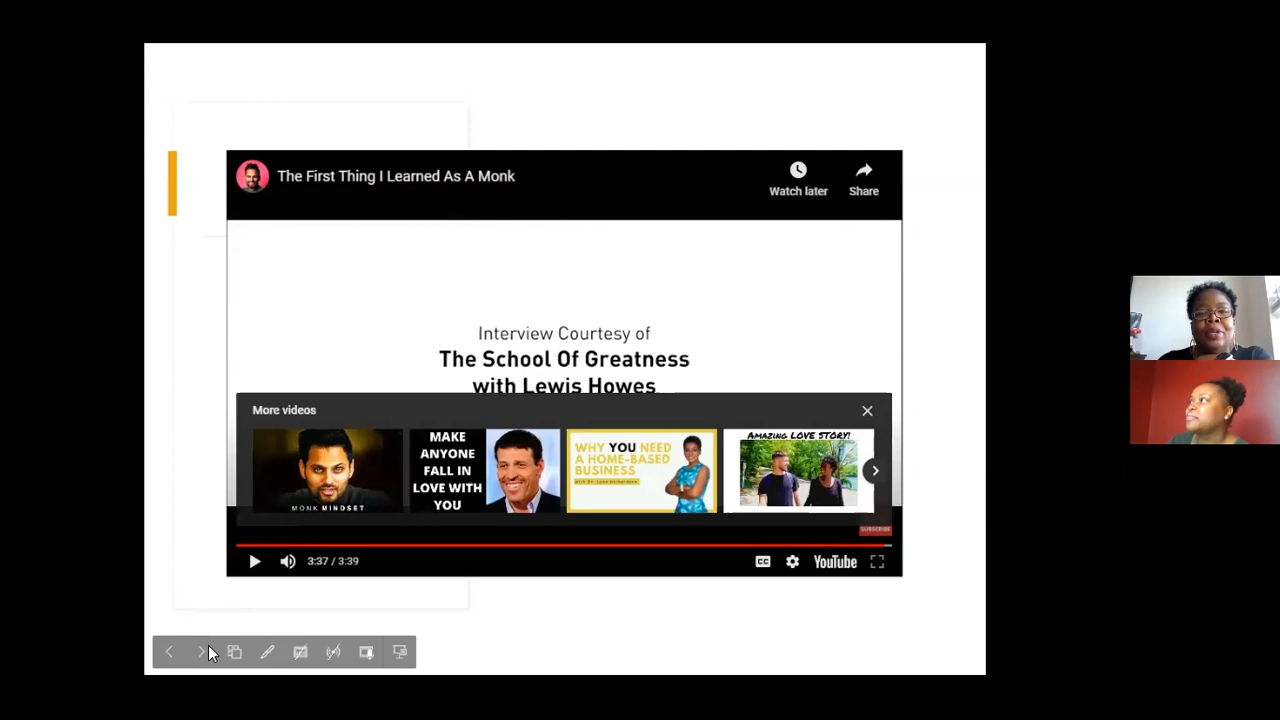 The First Thing I Learned As A Monk
Watch later
Share
Interview Courtesy of
The School Of Greatness
with Lewis Howes
More videos
MONK MINDSET
MAKE
ANYONE
FALL IN
LOVE WITH
YOU
WHY YOU NEED
A HOME-BASED
BUSINESS
AMAZING LOVE STORY!
SUBSCRIBE
3:37 / 3:39
CC
YouTube